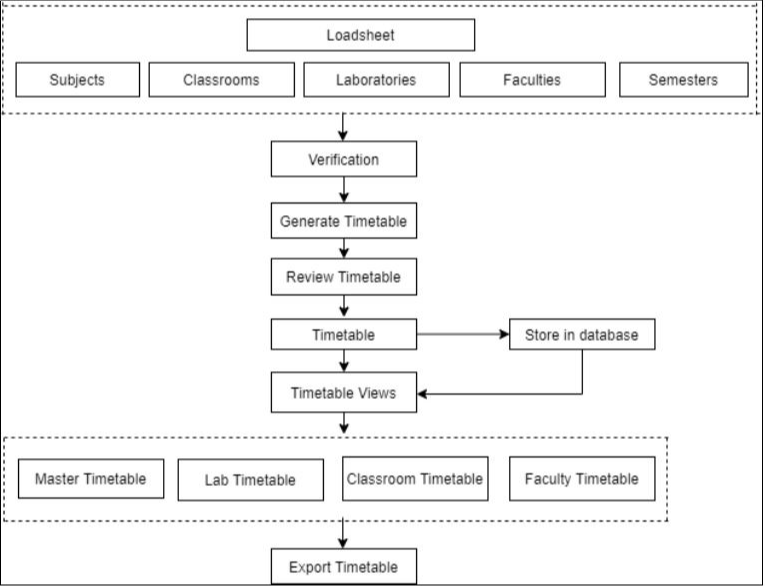 Loadsheet
Subjects
Classrooms
Laboratories
Faculties
Semesters
Verification
Generate Timetable
Review Timetable
Timetable
Store in database
Timetable Views
Master Timetable
Lab Timetable
Classroom Timetable
Faculty Timetable
Export Timetable